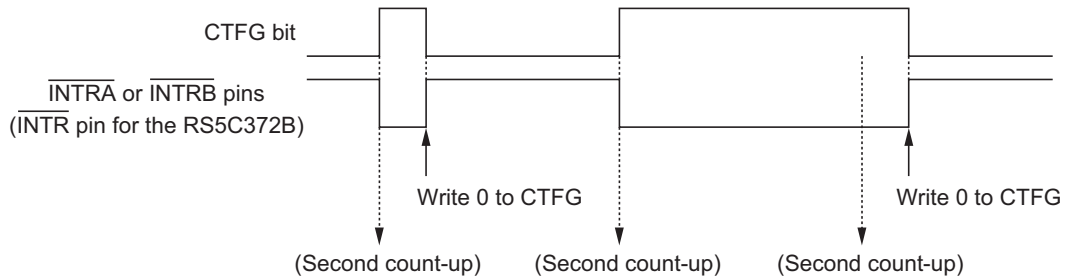 CTFG bit
INTRA or INTRB pins
(INTR pin for the RS5C372B)
Write 0 to CTFG
Write 0 to CTFG
(Second count-up)
(Second count-up)
(Second count-up)